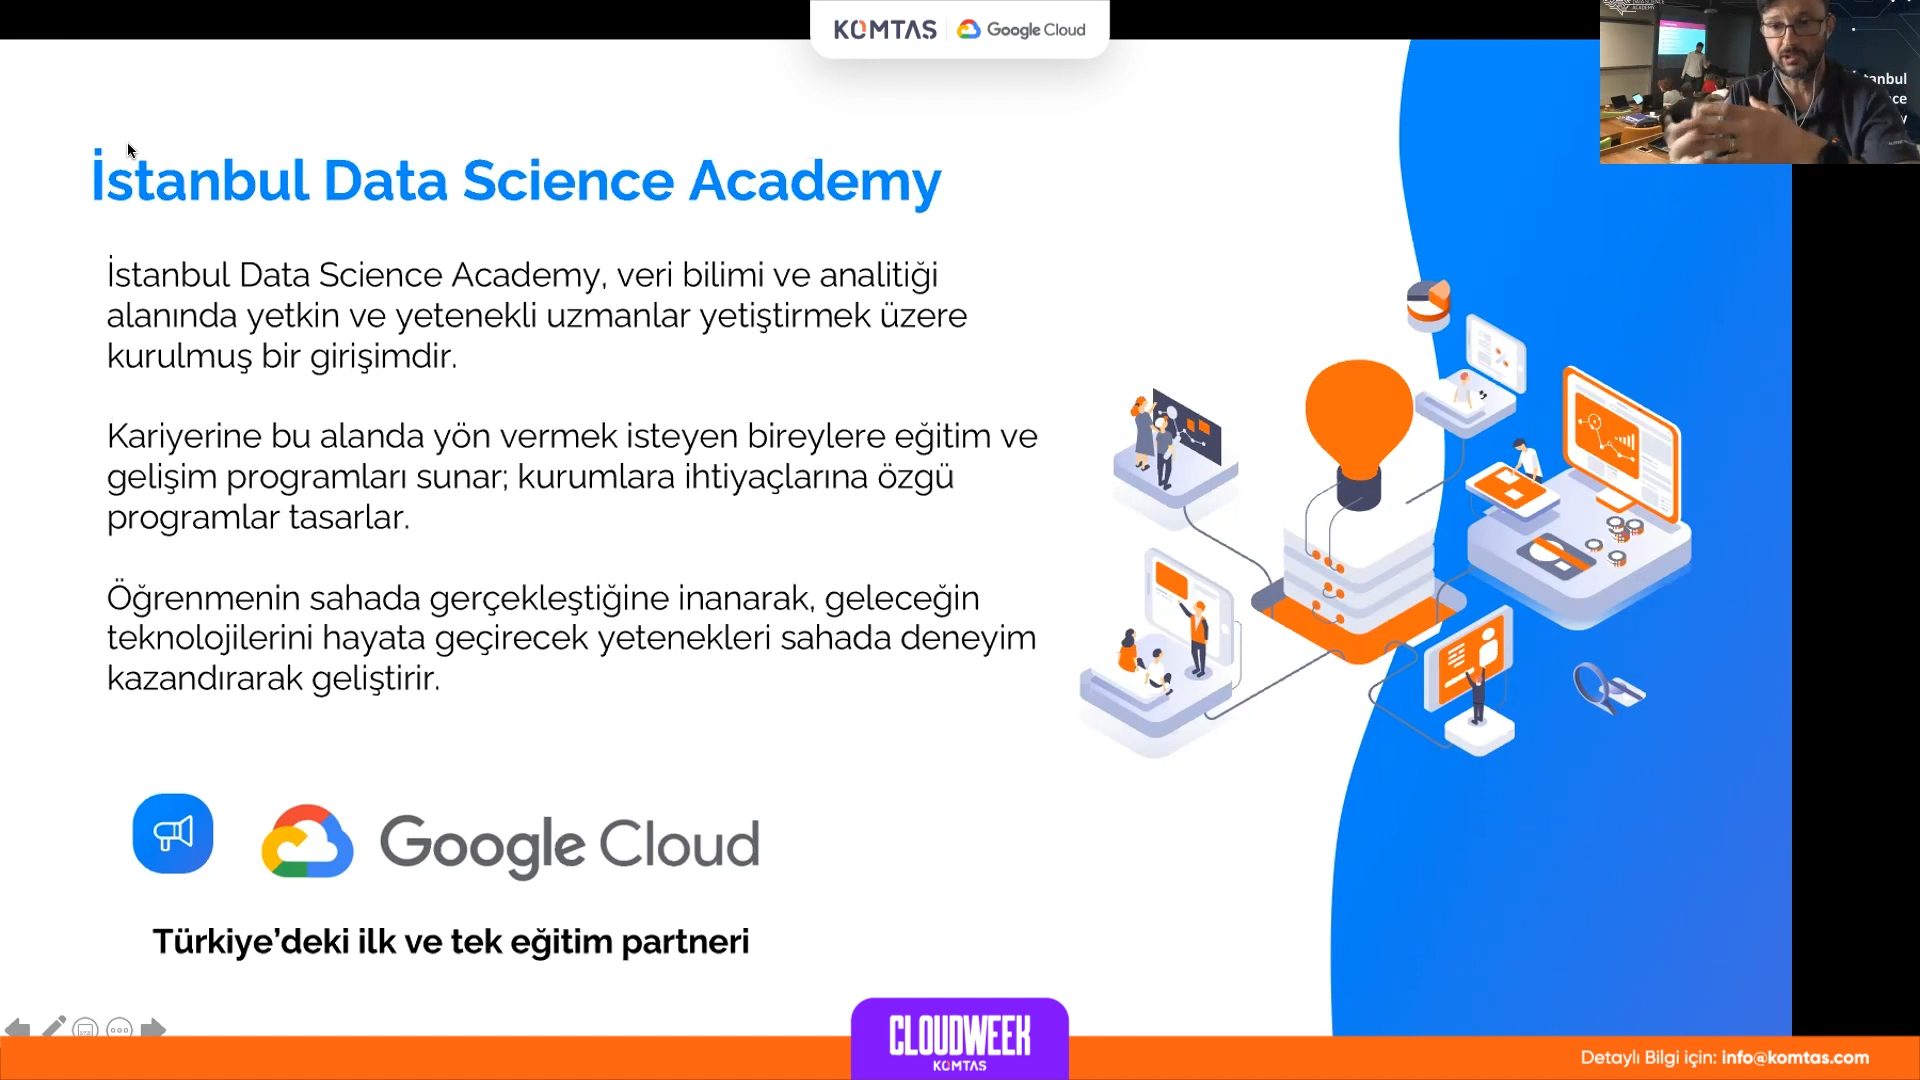 KOMTAS Google Cloud
DATA SCIENCE
ACADEMY
İstanbul Data Science Academy
İstanbul Data Science Academy, veri bilimi ve analitiği
alanında yetkin ve yetenekli uzmanlar yetiştirmek üzere
kurulmuş bir girişimdir.
Kariyerine bu alanda yön vermek isteyen bireylere eğitim ve
gelişim programları sunar; kurumlara ihtiyaçlarına özgü
programlar tasarlar.
Öğrenmenin sahada gerçekleştiğine inanarak, geleceğin
teknolojilerini hayata geçirecek yetenekleri sahada deneyim
kazandırarak geliştirir.
Google Cloud
Türkiye’deki ilk ve tek eğitim partneri
CLOUDWEEK
KOMTAS
Detaylı Bilgi için: info@komtas.com